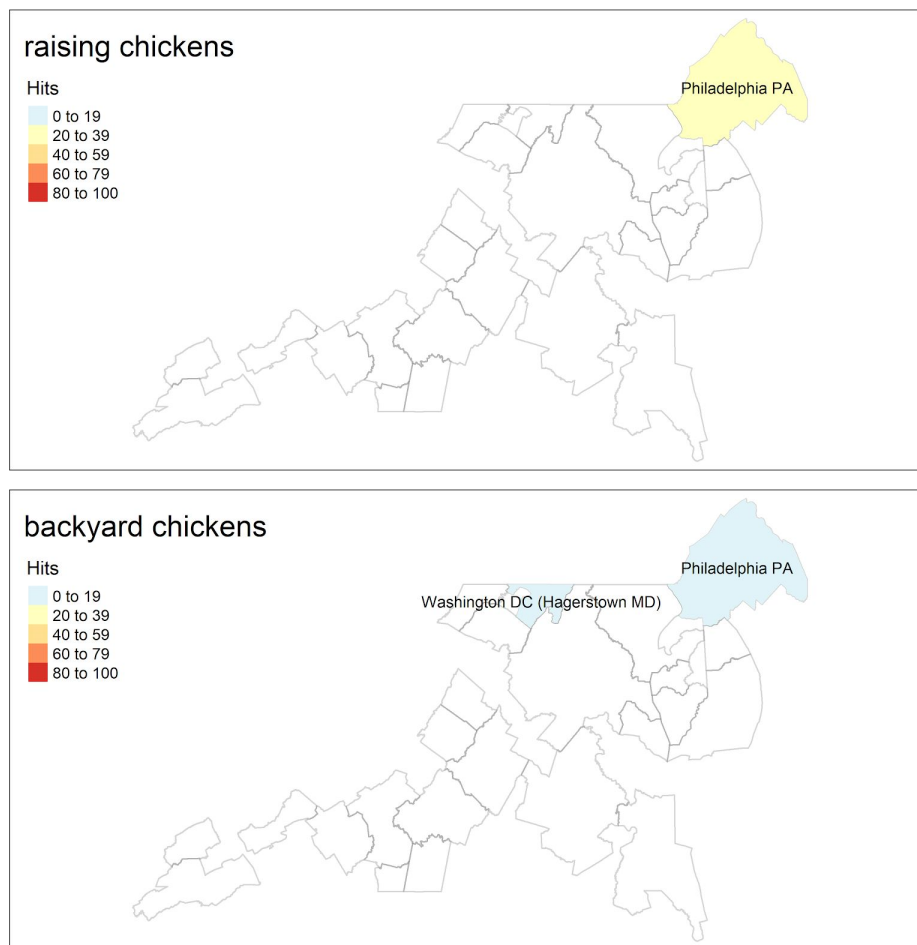 raising chickens
Hits
0 to 19
20 to 39
40 to 59
60 to 79
80 to 100
Philadelphia PA
backyard chickens
Hits
0 to 19
20 to 39
40 to 59
60 to 79
80 to 100
Philadelphia PA
Washington DC (Hagerstown MD)